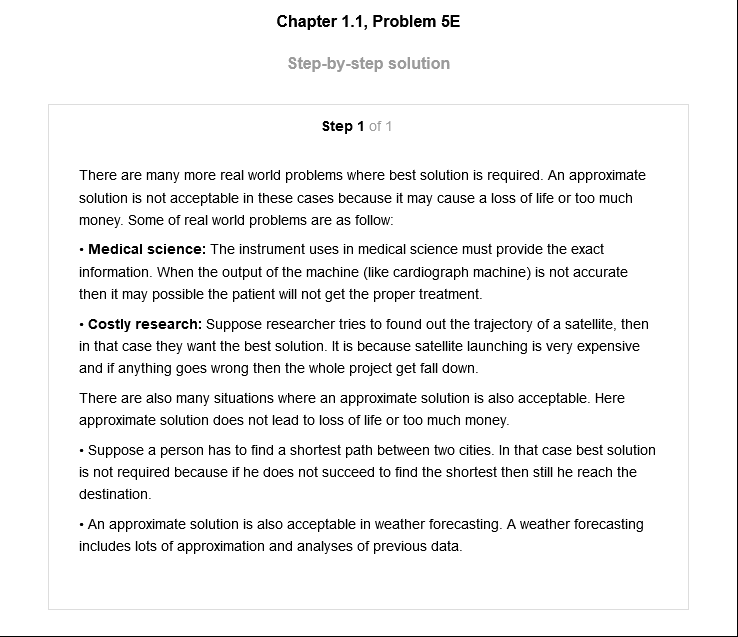 Chapter 1.1, Problem 5E
Step-by-step solution
Step 1 of 1
There are many more real world problems where best solution is required. An approximate
solution is not acceptable in these cases because it may cause a loss of life or too much
money. Some of real world problems are as follow:
• Medical science: The instrument uses in medical science must provide the exact
information. When the output of the machine (like cardiograph machine) is not accurate
then it may possible the patient will not get the proper treatment.
• Costly research: Suppose researcher tries to found out the trajectory of a satellite, then
in that case they want the best solution. It is because satellite launching is very expensive
and if anything goes wrong then the whole project get fall down.
There are also many situations where an approximate solution is also acceptable. Here
approximate solution does not lead to loss of life or too much money.
• Suppose a person has to find a shortest path between two cities. In that case best solution
is not required because if he does not succeed to find the shortest then still he reach the
destination.
• An approximate solution is also acceptable in weather forecasting. A weather forecasting
includes lots of approximation and analyses of previous data.